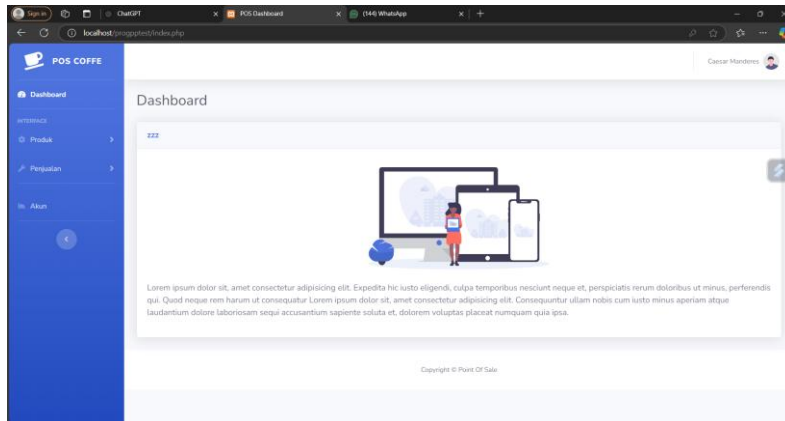 Sign in
ChatGPT
POS Dashboard
(144) WhatsApp
localhost/progpptest/index.php
POS COFFE
Caesar Manderes
Dashboard
Dashboard
zzz
INTERFACE
Produk
Penjualan
Akun
Lorem ipsum dolor sit, amet consectetur adipisicing elit. Expedita hic iusto eligendi, culpa temporibus nesciunt neque et, perspiciatis rerum doloribus ut minus, perferendis
qui. Quod neque rem harum ut consequatur Lorem ipsum dolor sit, amet consectetur adipisicing elit. Consequuntur ullam nobis cum iusto minus aperiam atque
laudantium dolore laboriosam sequi accusantium sapiente soluta et, dolorem voluptas placeat numquam quia ipsa.
Copyright © Point Of Sale